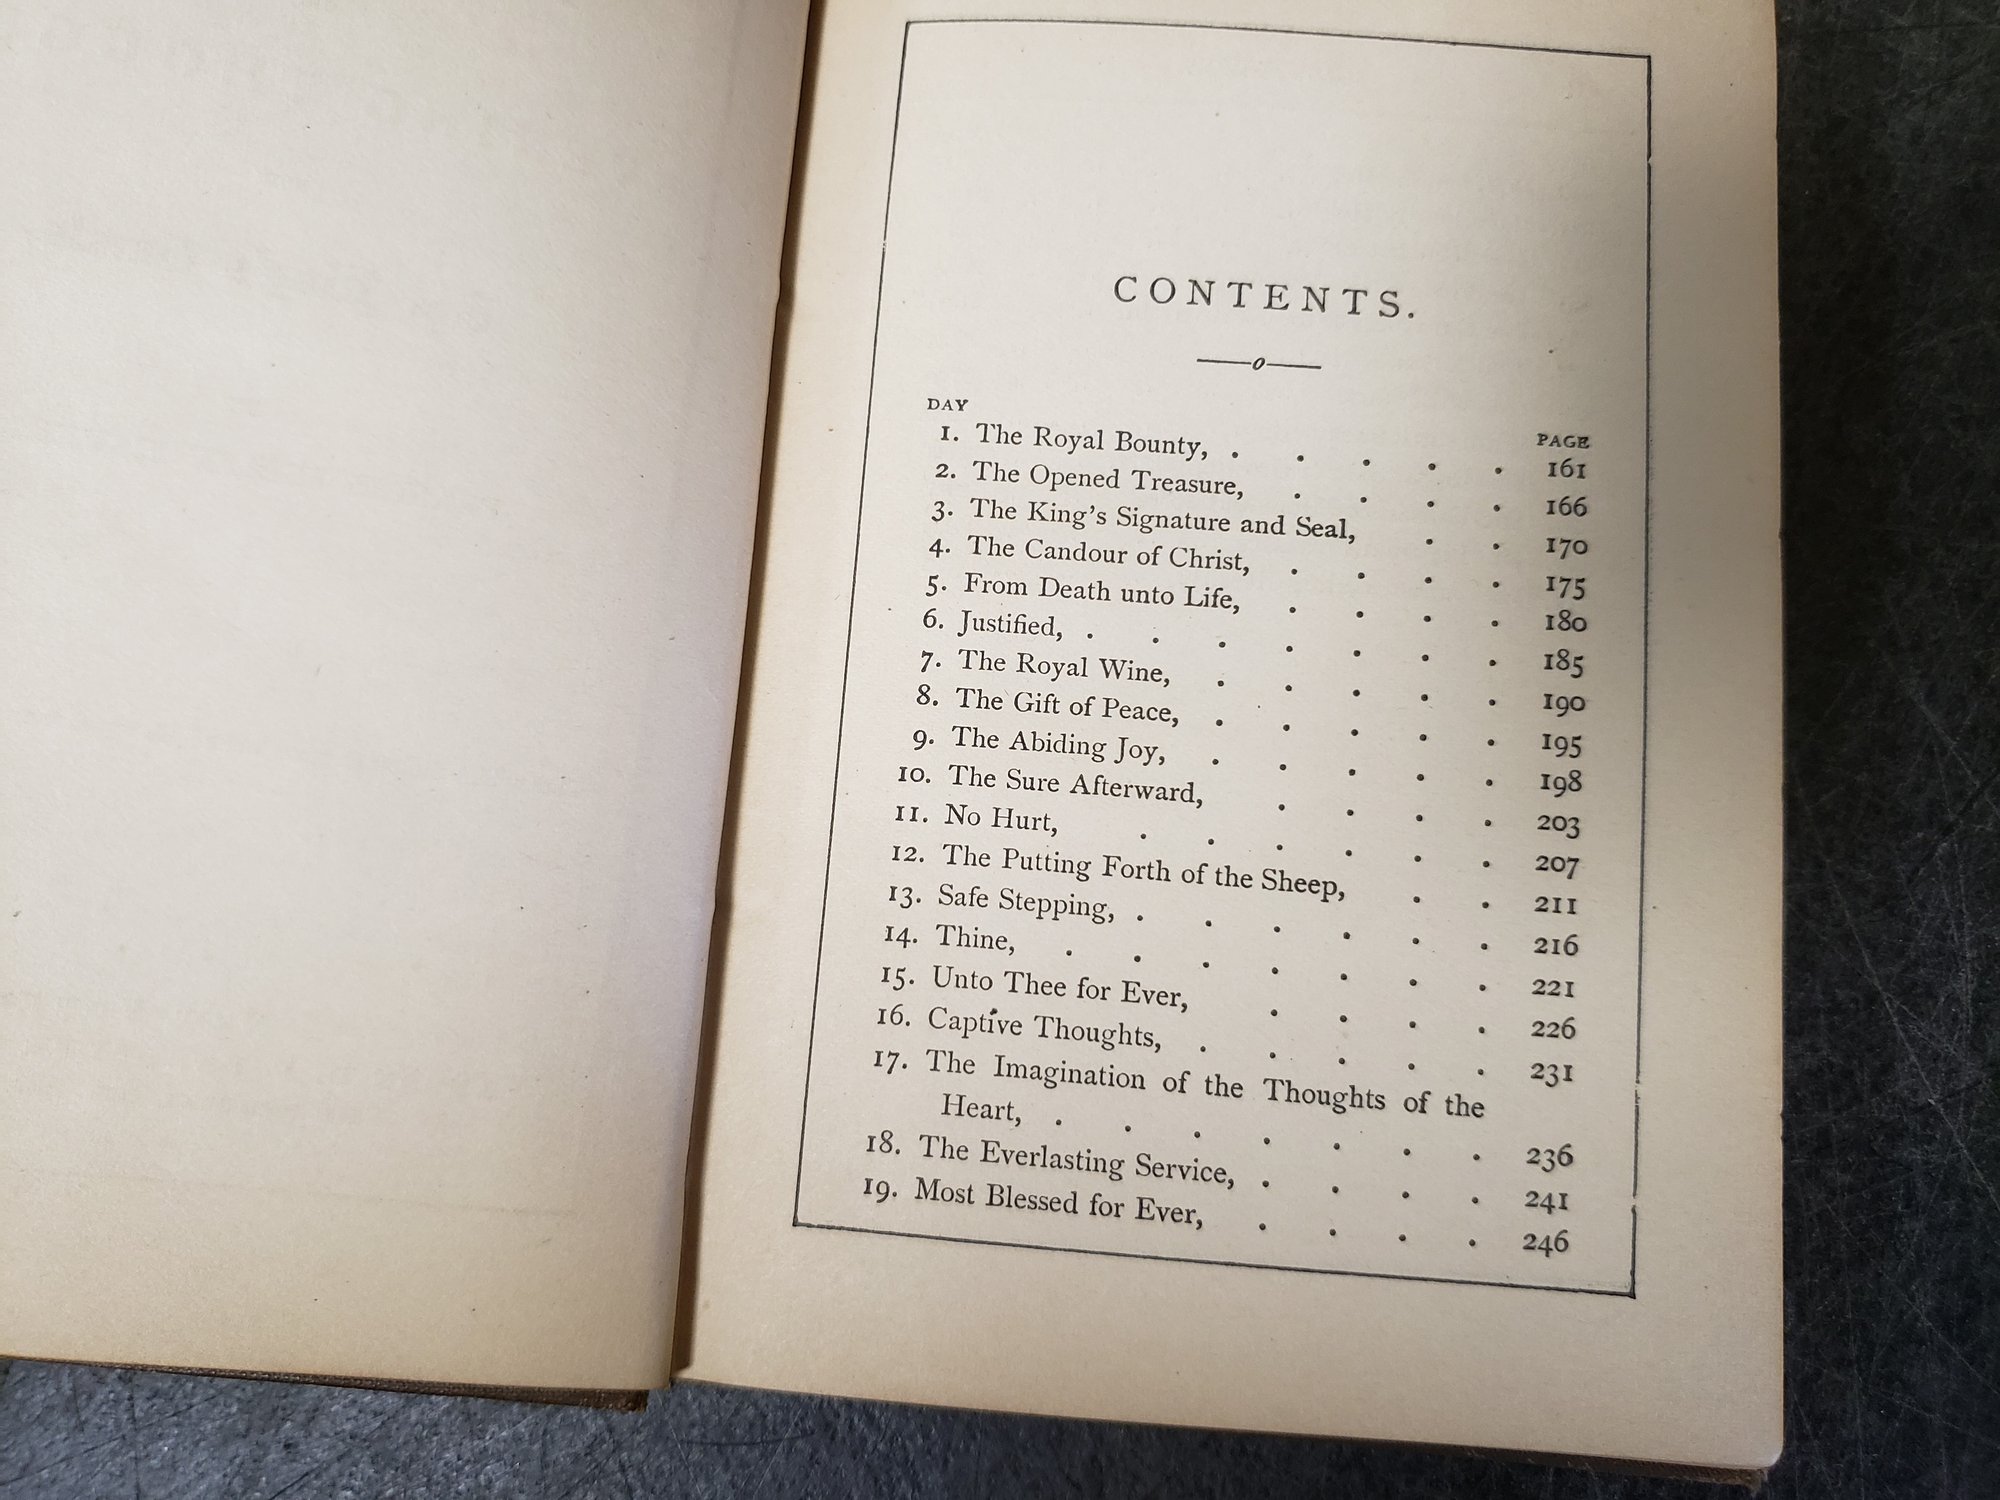 CONTENTS.
DAY PAGE
1. The Royal Bounty, . . . . . 161
2. The Opened Treasure, . . . . 166
3. The King's Signature and Seal, . . 170
4. The Candour of Christ, . . . . 175
5. From Death unto Life, . . . . 180
6. Justified, . . . . . . . 185
7. The Royal Wine, . . . . . 190
8. The Gift of Peace, . . . . . 195
9. The Abiding Joy, . . . . . 198
10. The Sure Afterward, . . . . 203
11. No Hurt, . . . . . . 207
12. The Putting Forth of the Sheep, . . 211
13. Safe Stepping, . . . . . . 216
14. Thine, . . . . . . . 221
15. Unto Thee for Ever, . . . . 226
16. Captive Thoughts, . . . . . 231
17. The Imagination of the Thoughts of the
Heart, . . . . . . . 236
18. The Everlasting Service, . . . . 241
19. Most Blessed for Ever, . . . . 246